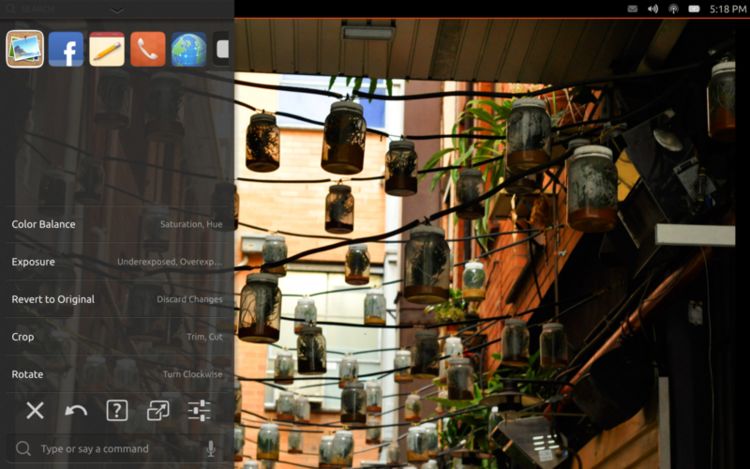 SEARCH
5:18 PM
Color Balance Saturation, Hue
Exposure Underexposed, Overexp...
Revert to Original Discard Changes
Crop Trim, Cut
Rotate Turn Clockwise
Type or say a command